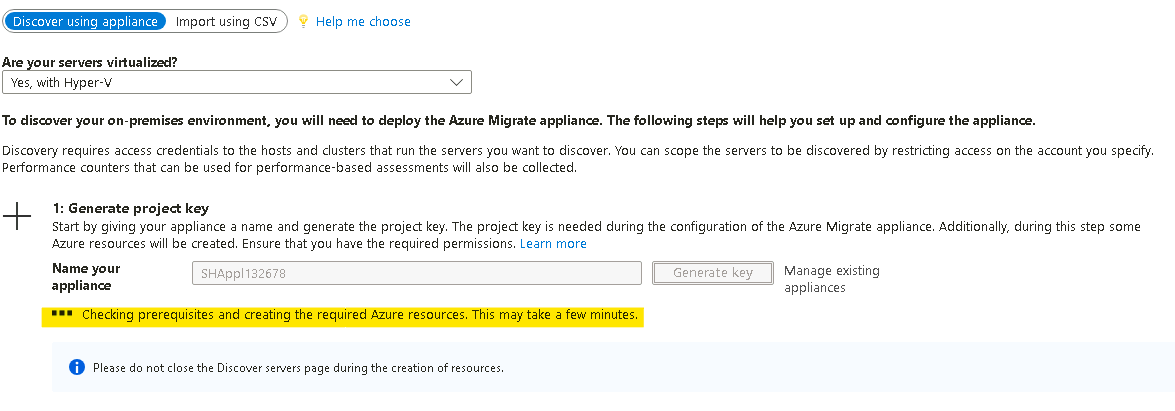 Discover using appliance Import using CSV Help me choose
Are your servers virtualized?
Yes, with Hyper-V
To discover your on-premises environment, you will need to deploy the Azure Migrate appliance. The following steps will help you set up and configure the appliance.
Discovery requires access credentials to the hosts and clusters that run the servers you want to discover. You can scope the servers to be discovered by restricting access on the account you specify.
Performance counters that can be used for performance-based assessments will also be collected.
1: Generate project key
Start by giving your appliance a name and generate the project key. The project key is needed during the configuration of the Azure Migrate appliance. Additionally, during this step some
Azure resources will be created. Ensure that you have the required permissions. Learn more
Name your
appliance
SHAppl132678
Generate key
Manage existing
appliances
Checking prerequisites and creating the required Azure resources. This may take a few minutes.
Please do not close the Discover servers page during the creation of resources.